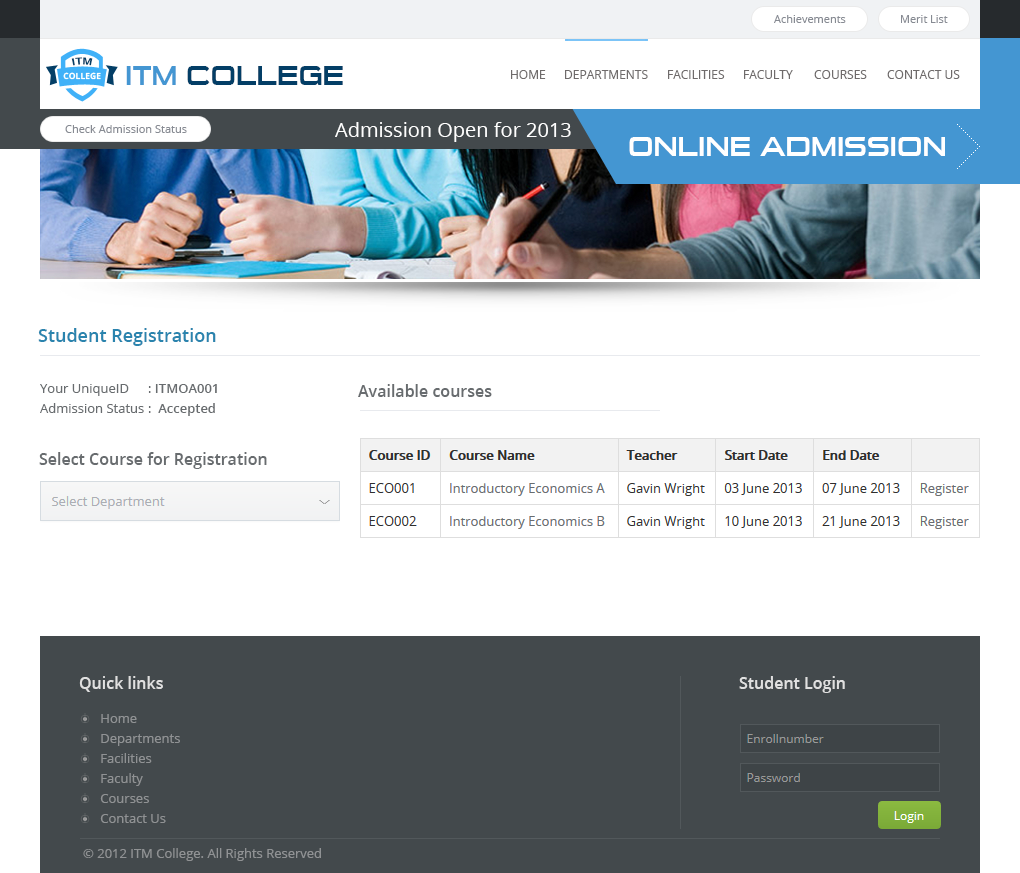 Achievements
Merit List
ITM
COLLEGE
ITM COLLEGE
HOME DEPARTMENTS FACILITIES FACULTY COURSES CONTACT US
Check Admission Status
Admission Open for 2013
ONLINE ADMISSION
Student Registration
Your UniqueID : ITMOA001
Admission Status : Accepted
Select Course for Registration
Select Department
Available courses
Course ID Course Name Teacher Start Date End Date
ECO001 Introductory Economics A Gavin Wright 03 June 2013 07 June 2013 Register
ECO002 Introductory Economics B Gavin Wright 10 June 2013 21 June 2013 Register
Quick links
Home
Departments
Facilities
Faculty
Courses
Contact Us
Student Login
Enrollnumber
Password
Login
© 2012 ITM College. All Rights Reserved